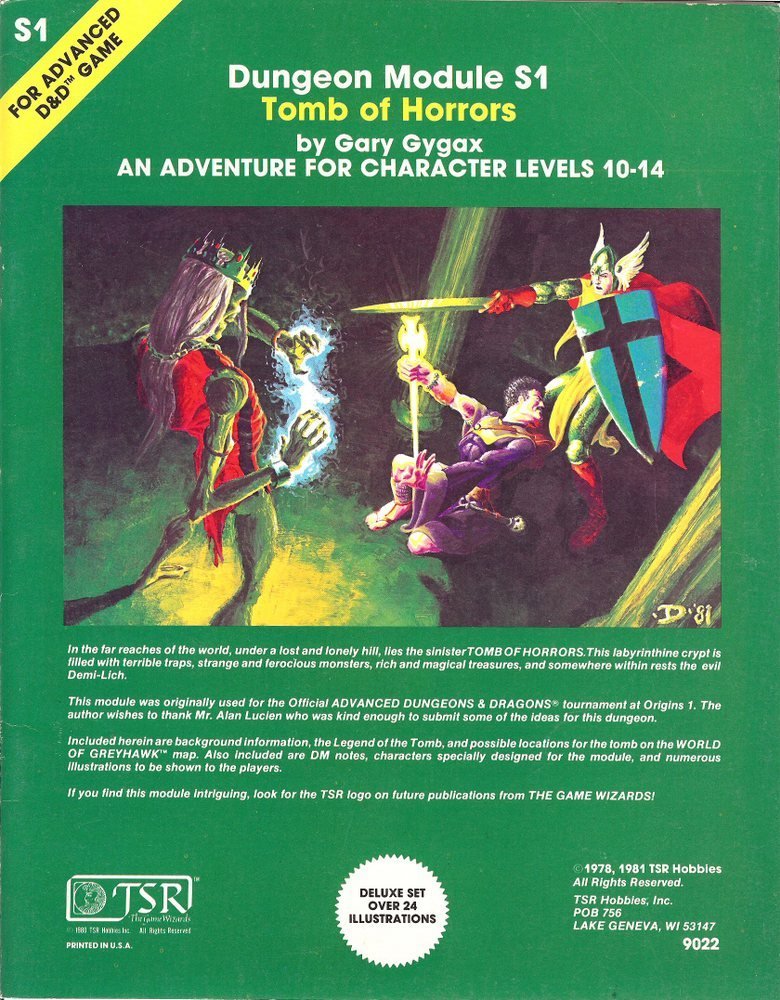 S1
FOR ADVANCED
D&D™ GAME
Dungeon Module S1
Tomb of Horrors
by Gary Gygax
AN ADVENTURE FOR CHARACTER LEVELS 10-14
D '81
In the far reaches of the world, under a lost and lonely hill, lies the sinister TOMB OF HORRORS. This labyrinthine crypt is
filled with terrible traps, strange and ferocious monsters, rich and magical treasures, and somewhere within rests the evil
Demi-Lich.
This module was originally used for the Official ADVANCED DUNGEONS & DRAGONS® tournament at Origins 1. The
author wishes to thank Mr. Alan Lucien who was kind enough to submit some of the ideas for this dungeon.
Included herein are background information, the Legend of the Tomb, and possible locations for the tomb on the WORLD
OF GREYHAWK™ map. Also included are DM notes, characters specially designed for the module, and numerous
illustrations to be shown to the players.
If you find this module intriguing, look for the TSR logo on future publications from THE GAME WIZARDS!
TSR™
The Game Wizards
© 1980 TSR Hobbies Inc. All Rights Reserved
PRINTED IN U.S.A.
DELUXE SET
OVER 24
ILLUSTRATIONS
©1978, 1981 TSR Hobbies
All Rights Reserved.
TSR Hobbies, Inc.
POB 756
LAKE GENEVA, WI 53147
9022